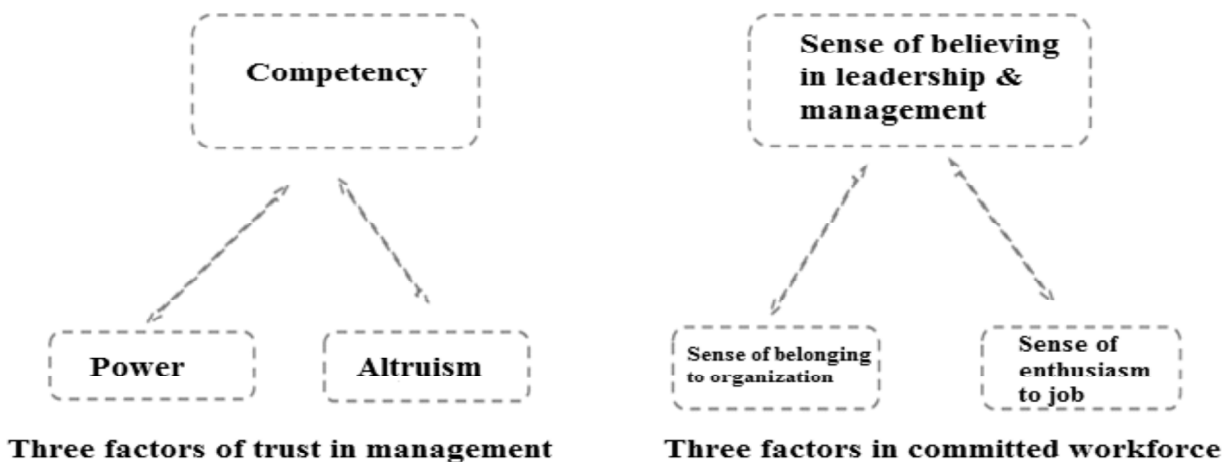 Competency
Sense of believing
in leadership &
management
Power
Altruism
Sense of belonging
to organization
Sense of
enthusiasm
to job
Three factors of trust in management
Three factors in committed workforce